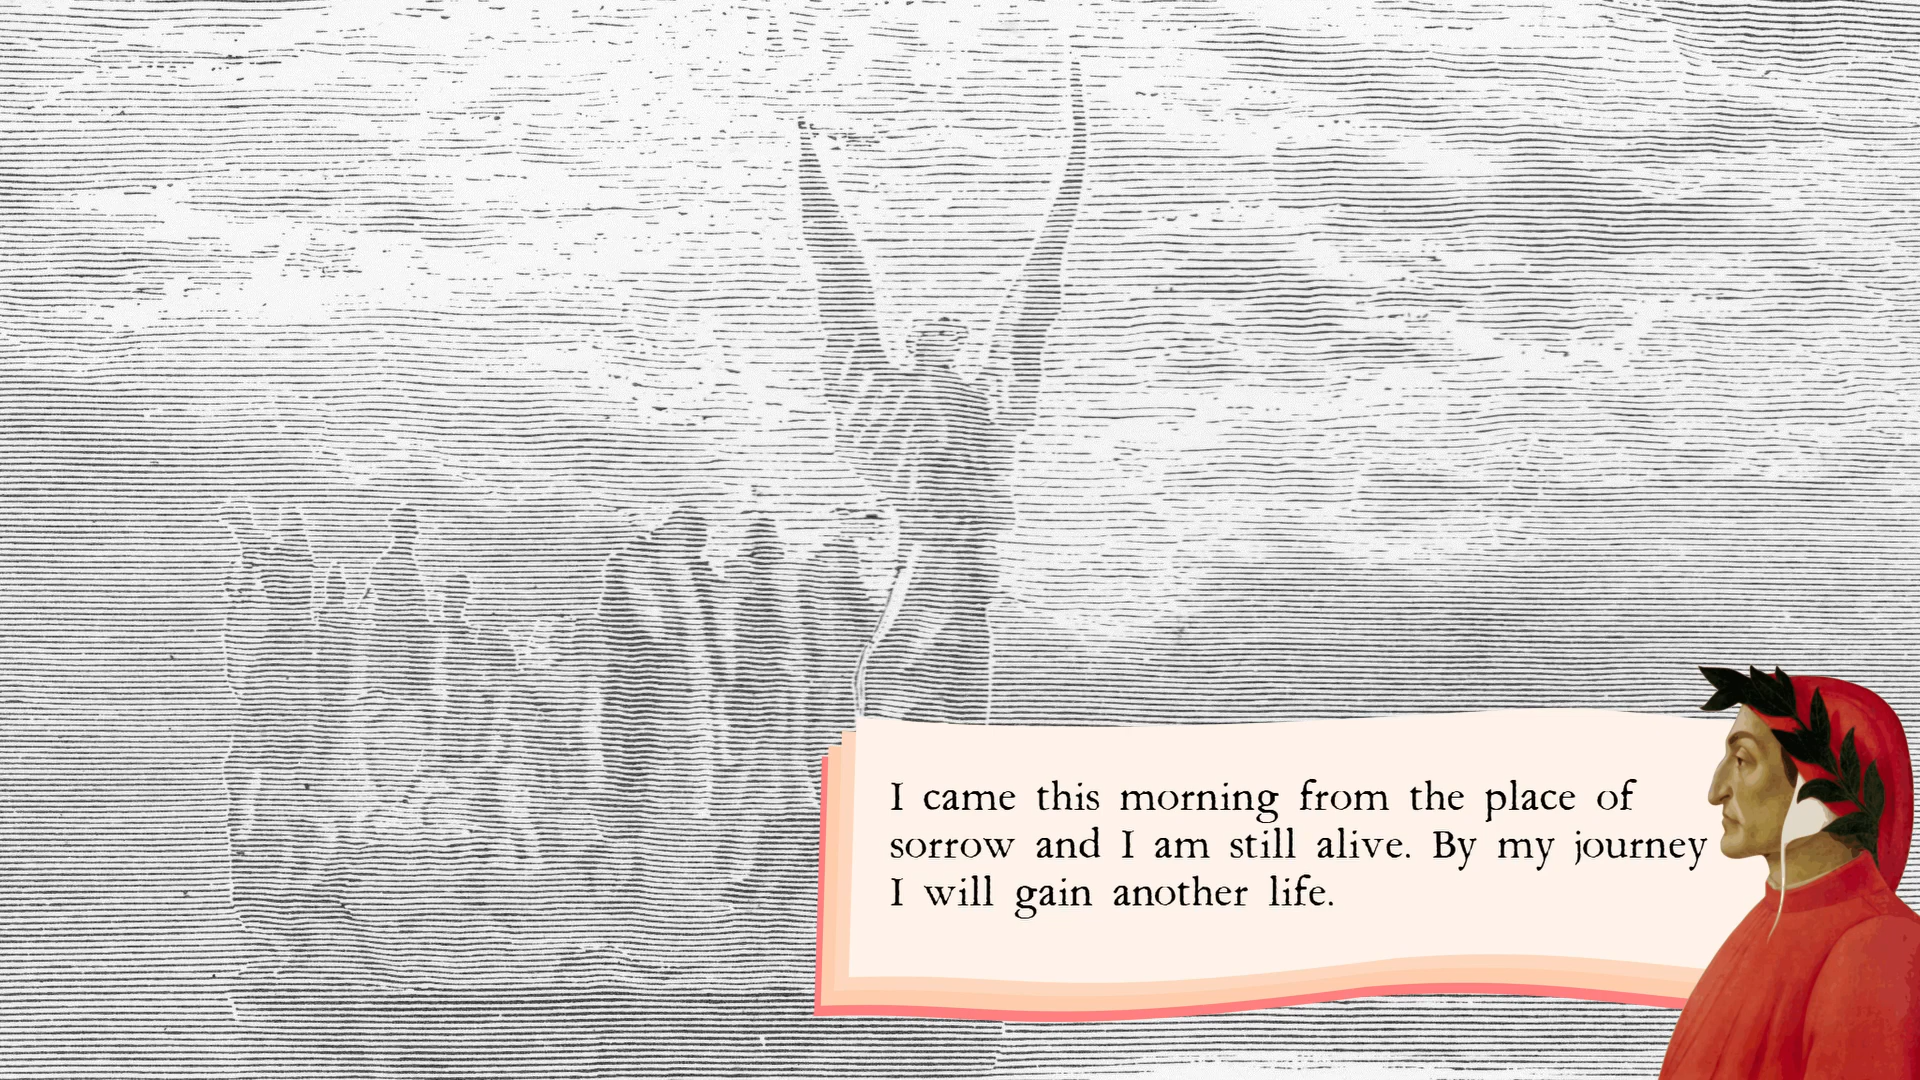 I came this morning from the place of
sorrow and I am still alive. By my journey
I will gain another life.